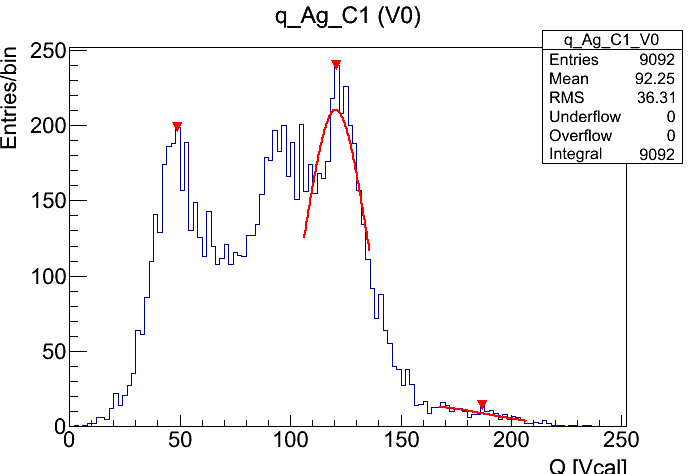 q_Ag_C1 (V0)
q_Ag_C1_V0
Entries 9092
Mean 92.25
RMS 36.31
Underflow 0
Overflow 0
Integral 9092
Entries/bin
250
200
150
100
50
0
0 50 100 150 200 250
Q [Vcal]